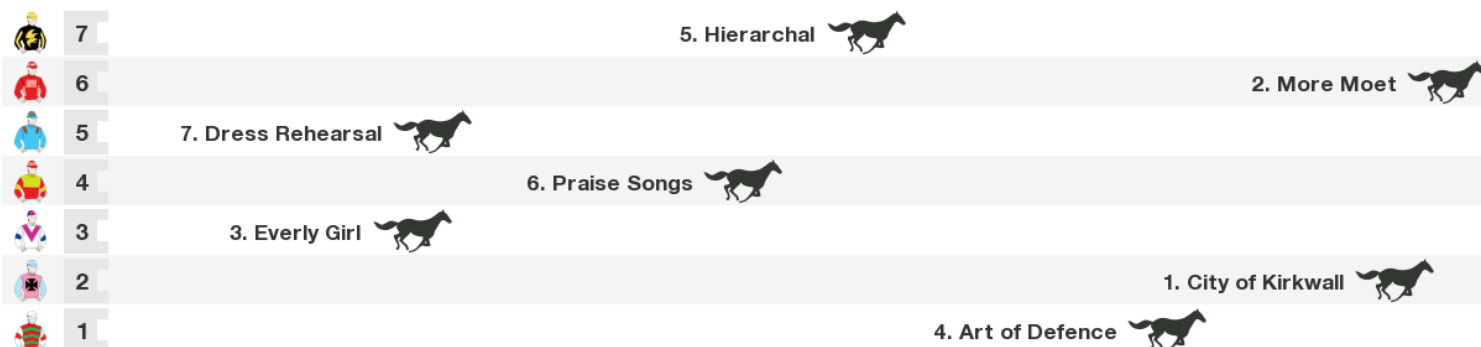 7 5. Hierarchal
6 2. More Moet
5 7. Dress Rehearsal
4 6. Praise Songs
3 3. Everly Girl
2 1. City of Kirkwall
1 4. Art of Defence